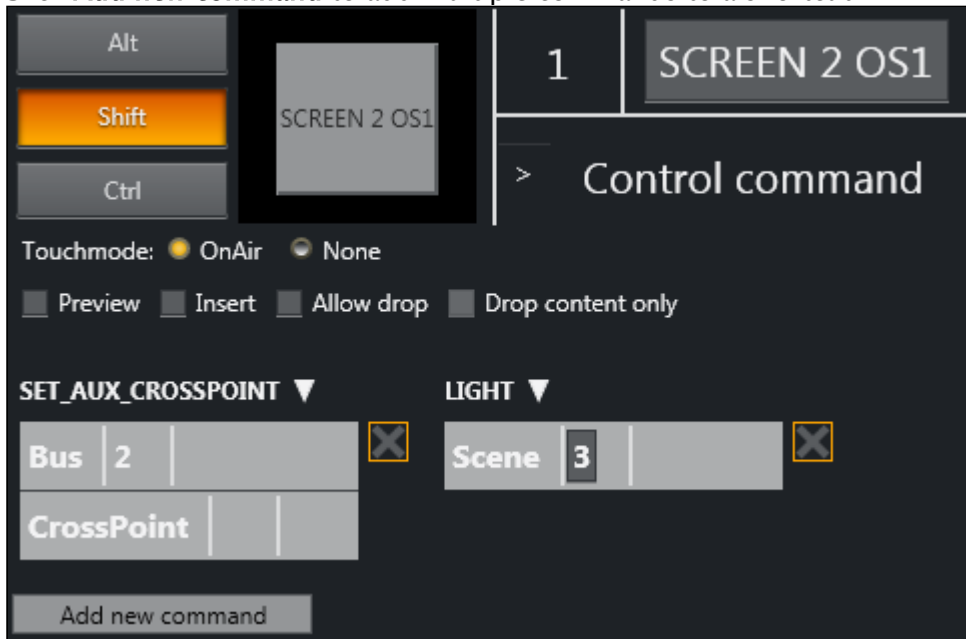 Alt
Shift
Ctrl
SCREEN 2 OS1
1
SCREEN 2 OS1
> Control command
Touchmode: OnAir None
Preview Insert Allow drop Drop content only
SET_AUX_CROSSPOINT ▼ LIGHT ▼
Bus 2
CrossPoint
Scene 3
Add new command